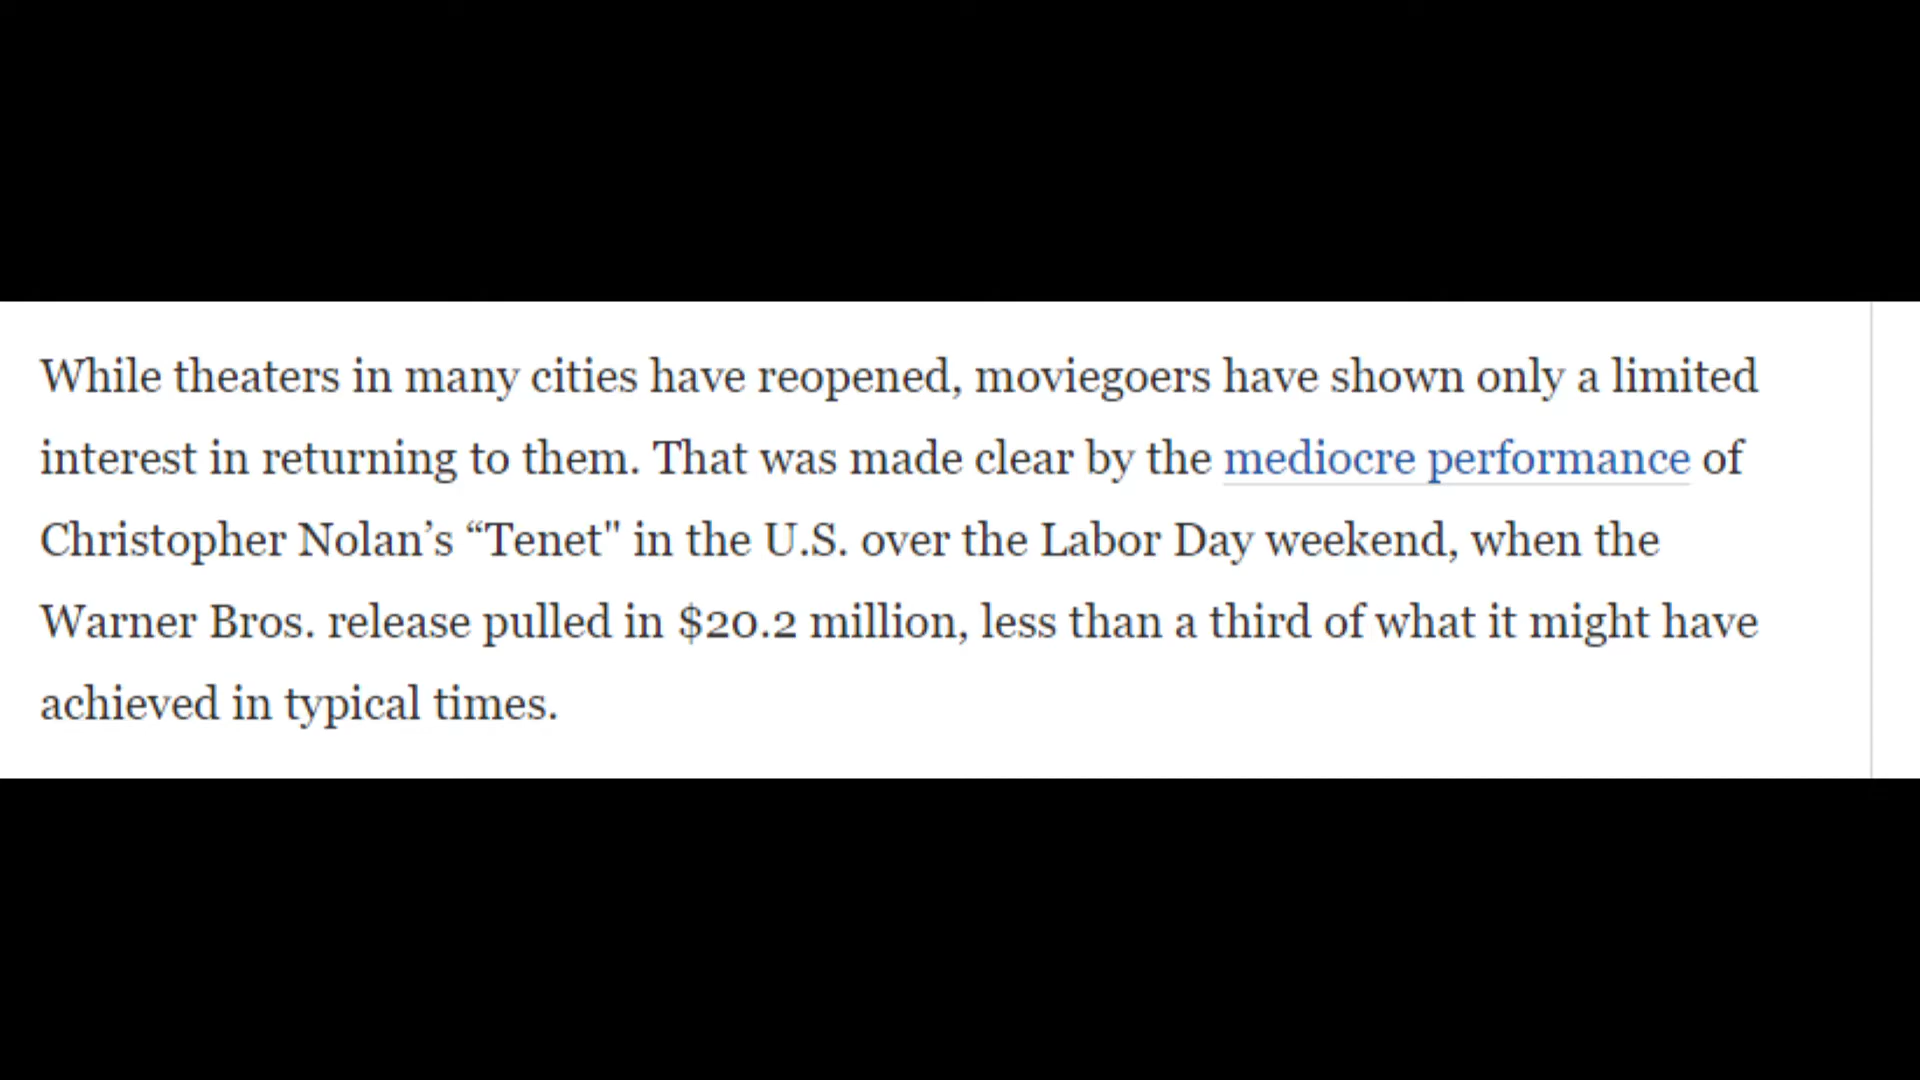 While theaters in many cities have reopened, moviegoers have shown only a limited
interest in returning to them. That was made clear by the mediocre performance of
Christopher Nolan’s “Tenet" in the U.S. over the Labor Day weekend, when the
Warner Bros. release pulled in $20.2 million, less than a third of what it might have
achieved in typical times.